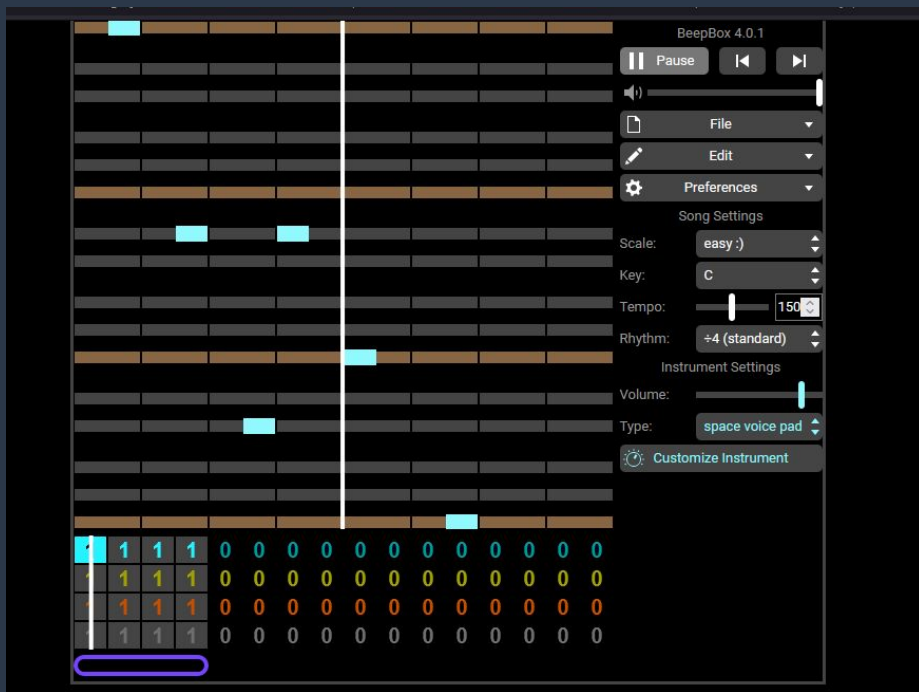 BeepBox 4.0.1
Pause
File
Edit
Preferences
Song Settings
Scale: easy :)
Key: C
Tempo: 150
Rhythm: ÷4 (standard)
Instrument Settings
Volume:
Type: space voice pad
Customize Instrument
1 1 1 1 0 0 0 0 0 0 0 0 0 0 0 0
1 1 1 1 0 0 0 0 0 0 0 0 0 0 0 0
1 1 1 1 0 0 0 0 0 0 0 0 0 0 0 0
1 1 1 1 0 0 0 0 0 0 0 0 0 0 0 0